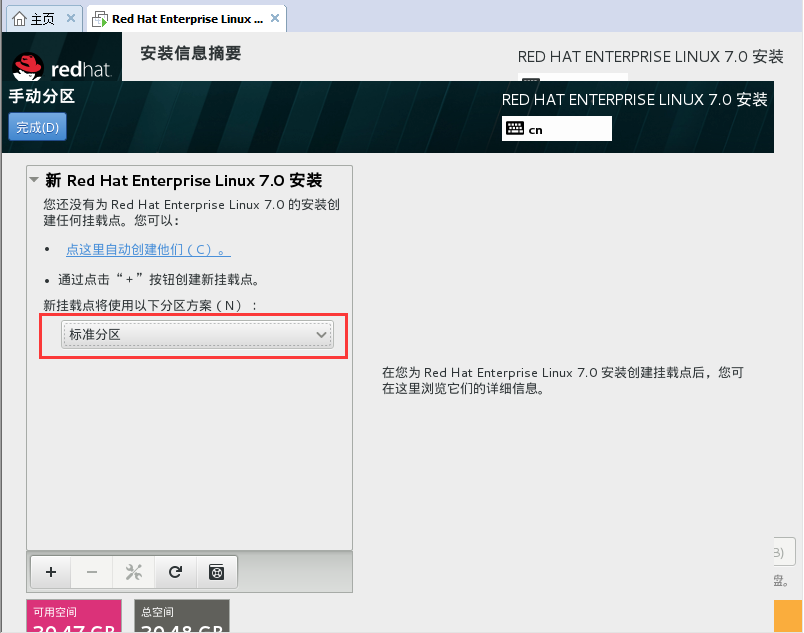 主页
Red Hat Enterprise Linux ...
redhat
安装信息摘要
RED HAT ENTERPRISE LINUX 7.0 安装
手动分区
完成(D)
RED HAT ENTERPRISE LINUX 7.0 安装
cn
新 Red Hat Enterprise Linux 7.0 安装
您还没有为 Red Hat Enterprise Linux 7.0 的安装创
建任何挂载点。您可以：
• 点这里自动创建他们（C）。
• 通过点击“+”按钮创建新挂载点。
新挂载点将使用以下分区方案（N）：
标准分区
在您为 Red Hat Enterprise Linux 7.0 安装创建挂载点后，您可
在这里浏览它们的详细信息。
B)
盘。
可用空间
总空间
20.47 GB
20.48 GB